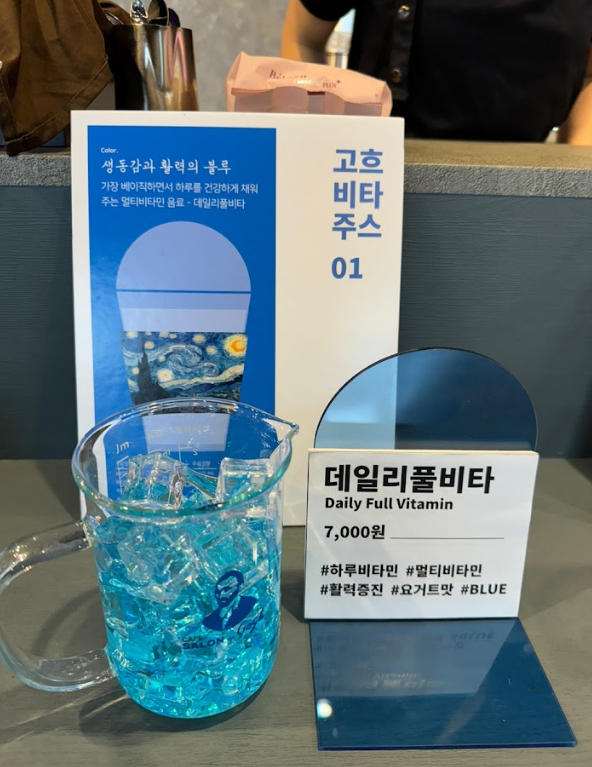 Color.
생동감과 활력의 블루
가장 베이직하면서 하루를 건강하게 채워
주는 멀티비타민 음료 - 데일리풀비타
고흐
비타
주스
01
데일리풀비타
Daily Full Vitamin
7,000원
#하루비타민 #멀티비타민
#활력증진 #요거트맛 #BLUE
SALON